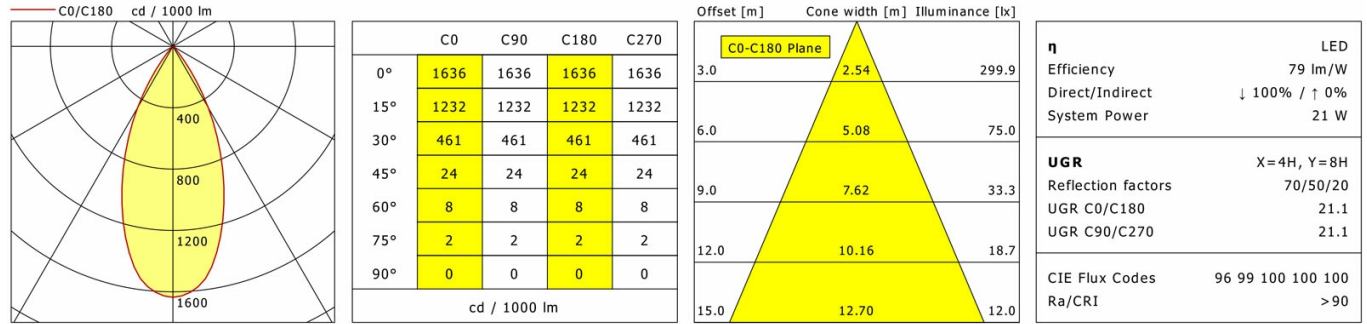 C0/C180 cd / 1000 lm
400
800
1200
1600
C0 C90 C180 C270
0° 1636 1636 1636 1636
15° 1232 1232 1232 1232
30° 461 461 461 461
45° 24 24 24 24
60° 8 8 8 8
75° 2 2 2 2
90° 0 0 0 0
cd / 1000 lm
Offset [m] Cone width [m] Illuminance [lx]
C0-C180 Plane
3.0 2.54 299.9
6.0 5.08 75.0
9.0 7.62 33.3
12.0 10.16 18.7
15.0 12.70 12.0
η LED
Efficiency 79 lm/W
Direct/Indirect ↓ 100% / ↑ 0%
System Power 21 W
UGR X=4H, Y=8H
Reflection factors 70/50/20
UGR C0/C180 21.1
UGR C90/C270 21.1
CIE Flux Codes 96 99 100 100 100
Ra/CRI >90